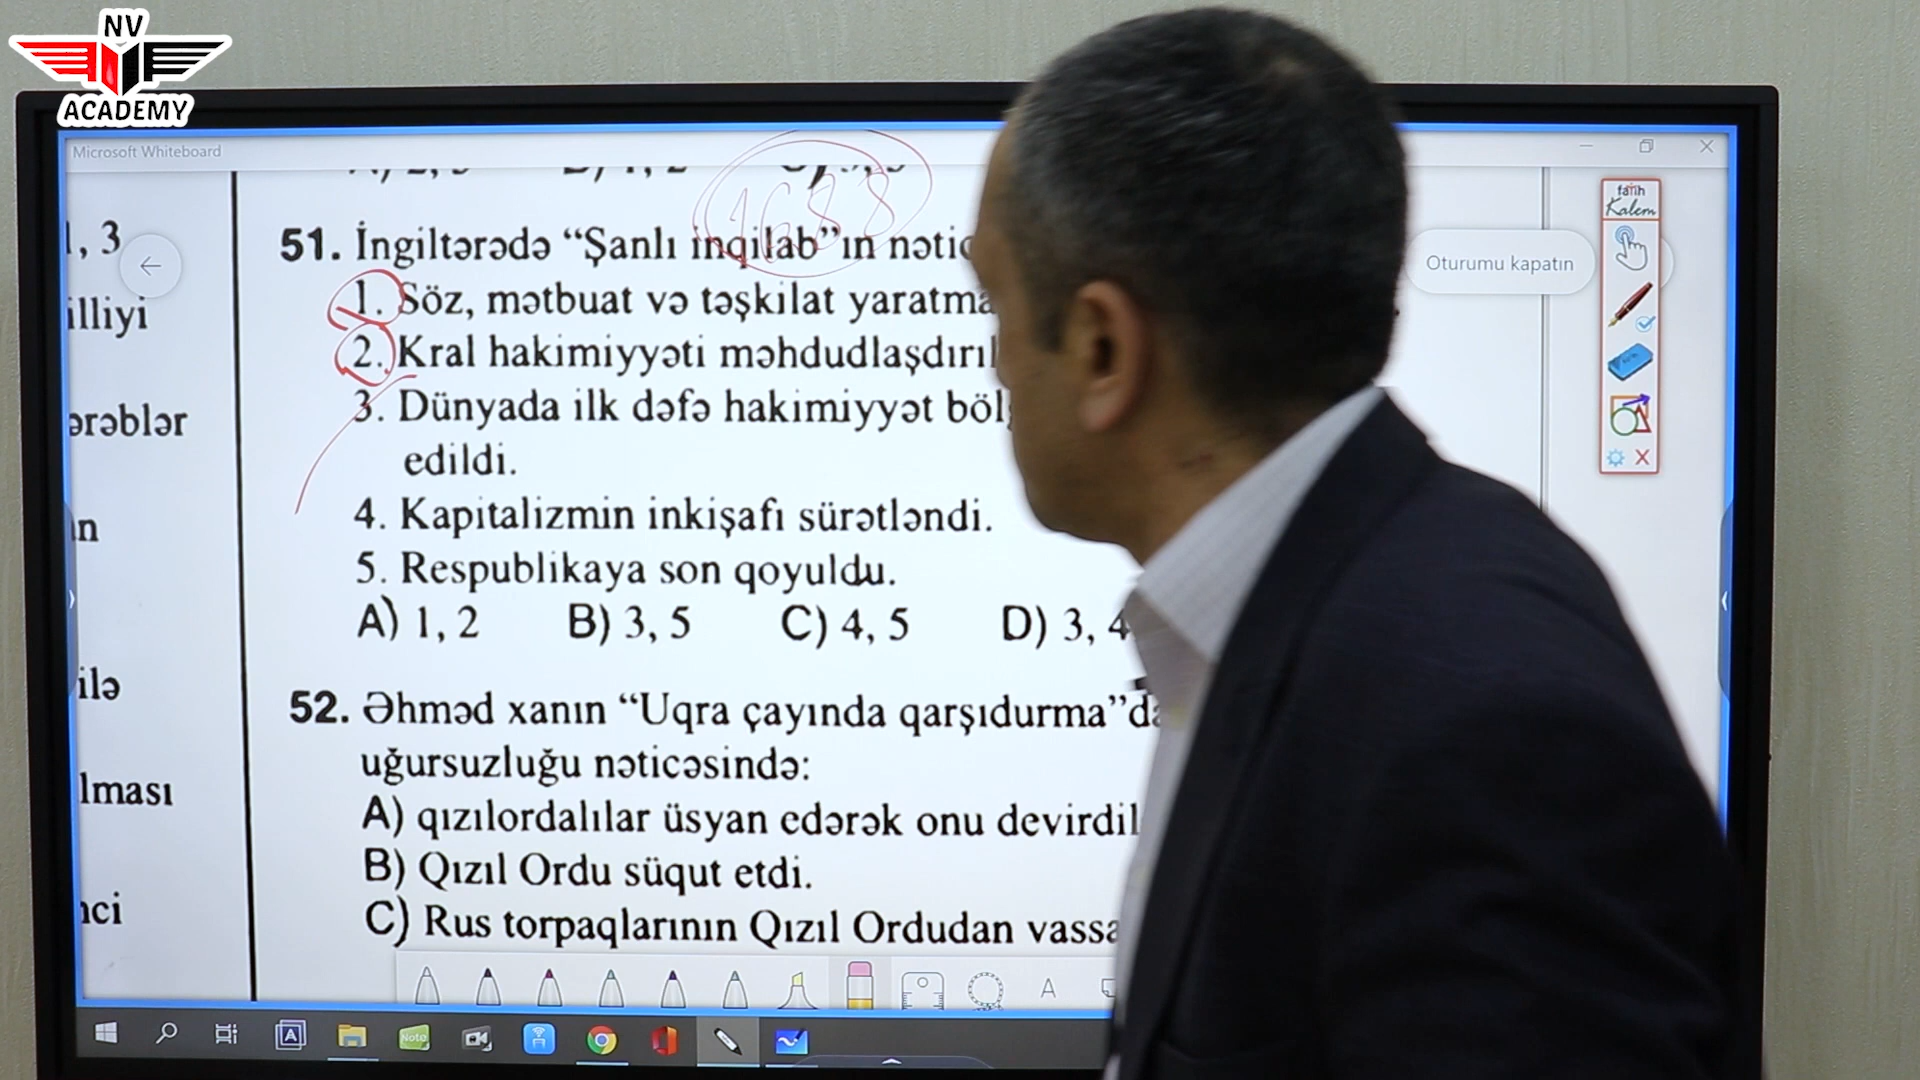 NV
ACADEMY
Microsoft Whiteboard
1688
1, 3
illiyi
ərəblər
ilə
lması
nci
51. İngiltərədə “Şanlı inqilab”ın nətic
1. Söz, mətbuat və təşkilat yaratma
2. Kral hakimiyyəti məhdudlaşdırıl
3. Dünyada ilk dəfə hakimiyyət böl
edildi.
4. Kapitalizmin inkişafı sürətləndi.
5. Respublikaya son qoyuldu.
A) 1, 2 B) 3, 5 C) 4, 5 D) 3, 4
52. Əhməd xanın “Uqra çayında qarşıdurma”da
uğursuzluğu nəticəsində:
A) qızılordalılar üsyan edərək onu devirdil
B) Qızıl Ordu süqut etdi.
C) Rus torpaqlarının Qızıl Ordudan vassa
Oturumu kapatın
fatih
Kalem
A
A
Note